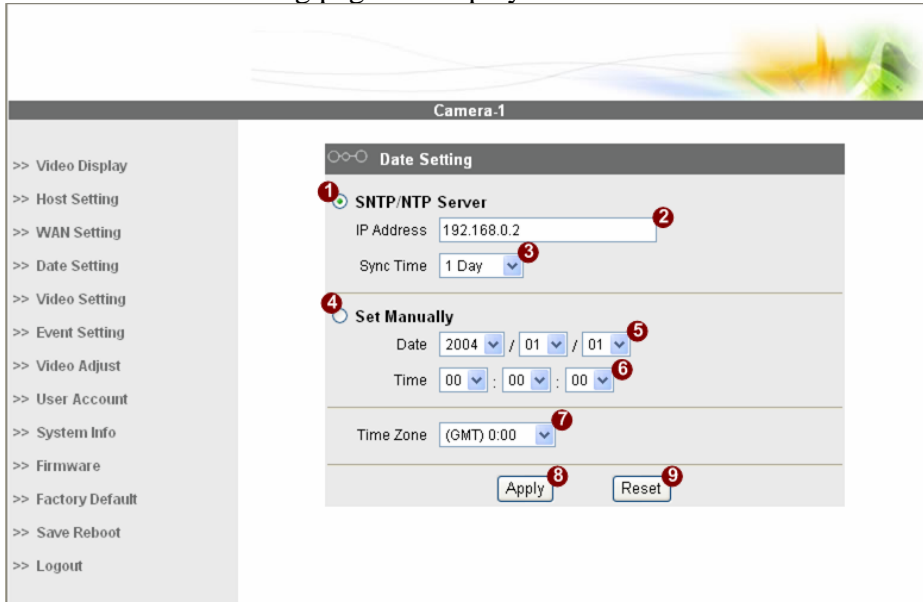 Camera-1
>> Video Display
>> Host Setting
>> WAN Setting
>> Date Setting
>> Video Setting
>> Event Setting
>> Video Adjust
>> User Account
>> System Info
>> Firmware
>> Factory Default
>> Save Reboot
>> Logout
Date Setting
1 SNTP/NTP Server
IP Address 192.168.0.2 2
Sync Time 1 Day 3
4 Set Manually
Date 2004 / 01 / 01 5
Time 00 : 00 : 00 6
Time Zone (GMT) 0:00 7
Apply 8 Reset 9